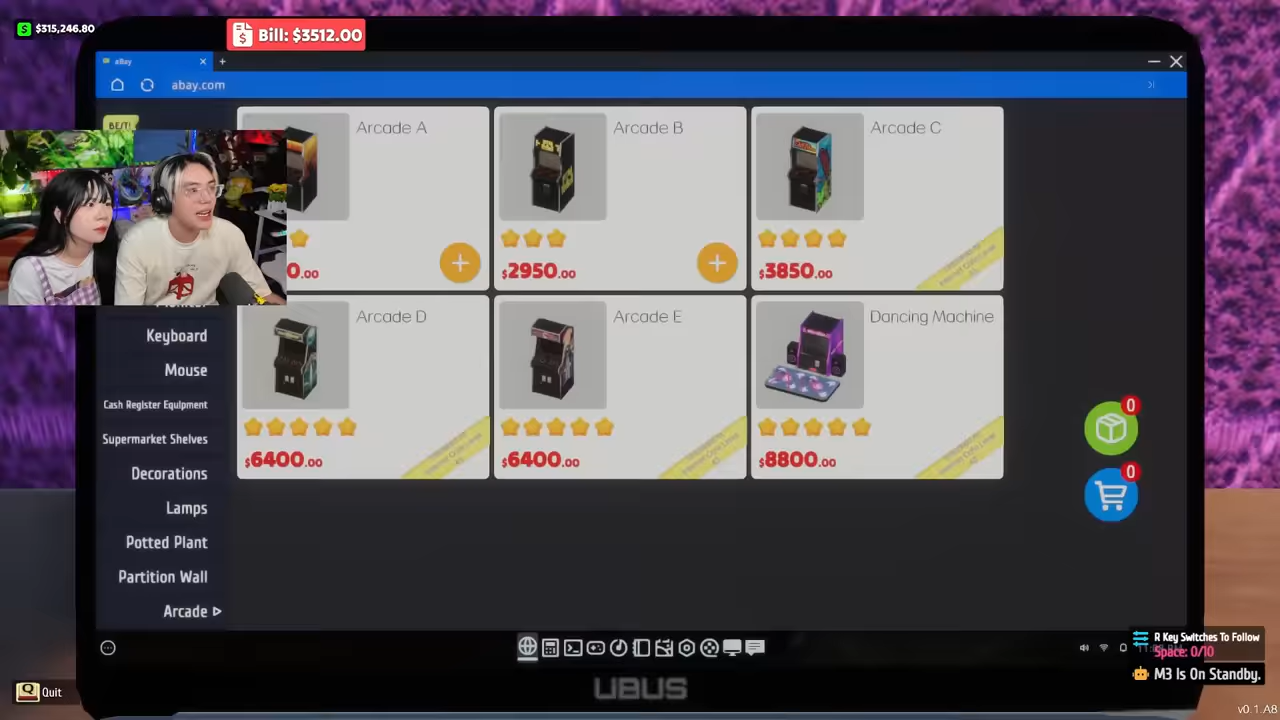 $315,246.80
Bill: $3512.00
aBay
abay.com
BEST!
Arcade A
Arcade B
Arcade C
0.00
$2950.00
$3850.00
Arcade D
Arcade E
Dancing Machine
$6400.00
$6400.00
$8800.00
Keyboard
Mouse
Cash Register Equipment
Supermarket Shelves
Decorations
Lamps
Potted Plant
Partition Wall
Arcade
0
0
R Key Switches To Follow
Space: 0/10
M3 Is On Standby.
UBUS
Q Quit
v0.1.A8